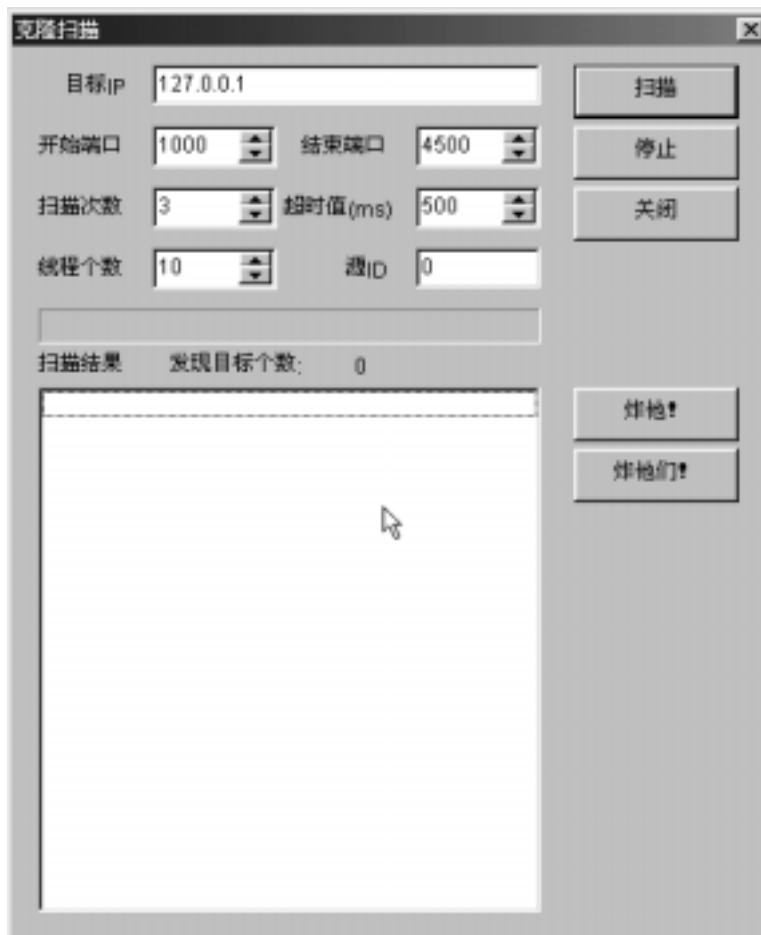 克隆扫描
目标IP 127.0.0.1 扫描
开始端口 1000 结束端口 4500 停止
扫描次数 3 超时值(ms) 500 关闭
线程个数 10 源ID 0
扫描结果 发现目标个数: 0
炸他!
炸他们!